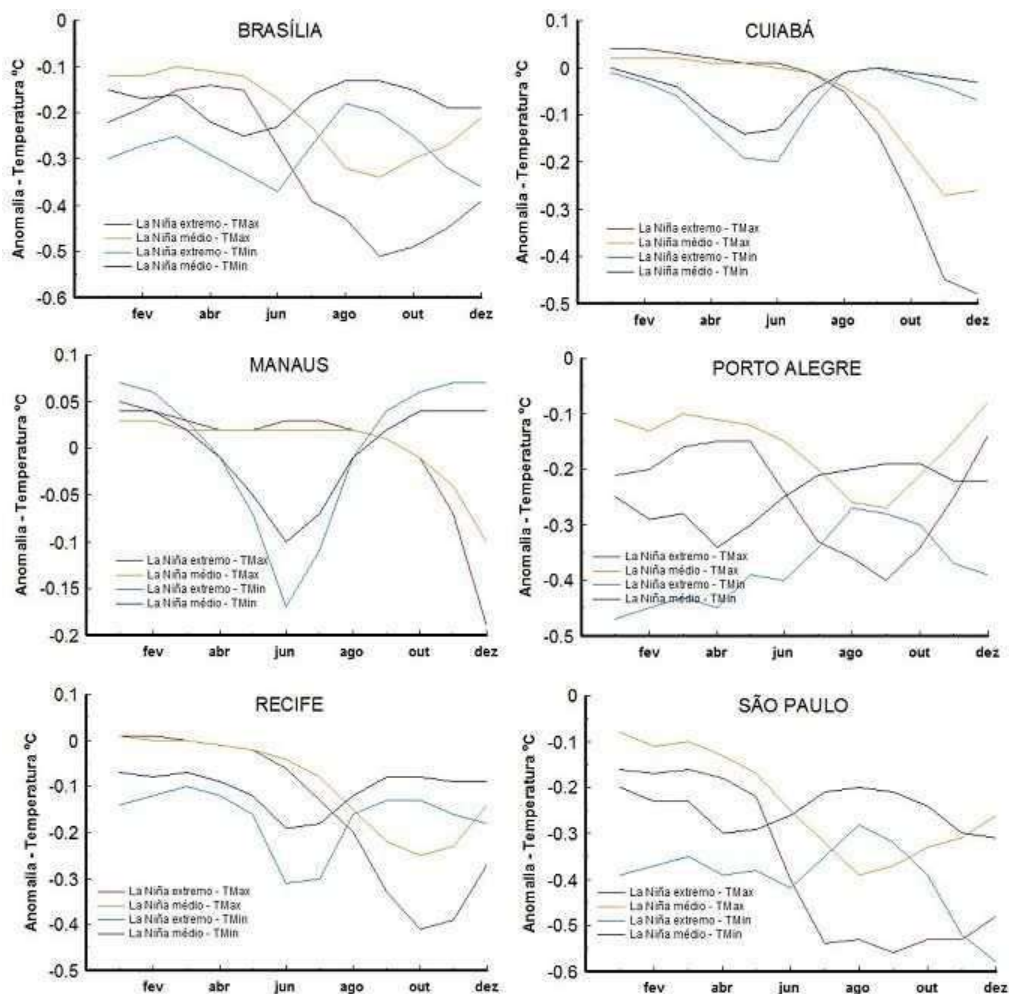 BRASÍLIA
Anomalia - Temperatura ºC
0
-0.1
-0.2
-0.3
-0.4
-0.5
-0.6
La Niña extremo - TMax
La Niña médio - TMax
La Niña extremo - TMin
La Niña médio - TMin
fev abr jun ago out dez
CUIABÁ
Anomalia - Temperatura ºC
0.1
0
-0.1
-0.2
-0.3
-0.4
-0.5
La Niña extremo - TMax
La Niña médio - TMax
La Niña extremo - TMin
La Niña médio - TMin
fev abr jun ago out dez
MANAUS
Anomalia - Temperatura ºC
0.1
0.05
0
-0.05
-0.1
-0.15
-0.2
La Niña extremo - TMax
La Niña médio - TMax
La Niña extremo - TMin
La Niña médio - TMin
fev abr jun ago out dez
PORTO ALEGRE
Anomalia - Temperatura ºC
0
-0.1
-0.2
-0.3
-0.4
-0.5
La Niña extremo - TMax
La Niña médio - TMax
La Niña extremo - TMin
La Niña médio - TMin
fev abr jun ago out dez
RECIFE
Anomalia - Temperatura ºC
0.1
0
-0.1
-0.2
-0.3
-0.4
-0.5
La Niña extremo - TMax
La Niña médio - TMax
La Niña extremo - TMin
La Niña médio - TMin
fev abr jun ago out dez
SÃO PAULO
Anomalia - Temperatura ºC
0
-0.1
-0.2
-0.3
-0.4
-0.5
-0.6
La Niña extremo - TMax
La Niña médio - TMax
La Niña extremo - TMin
La Niña médio - TMin
fev abr jun ago out dez